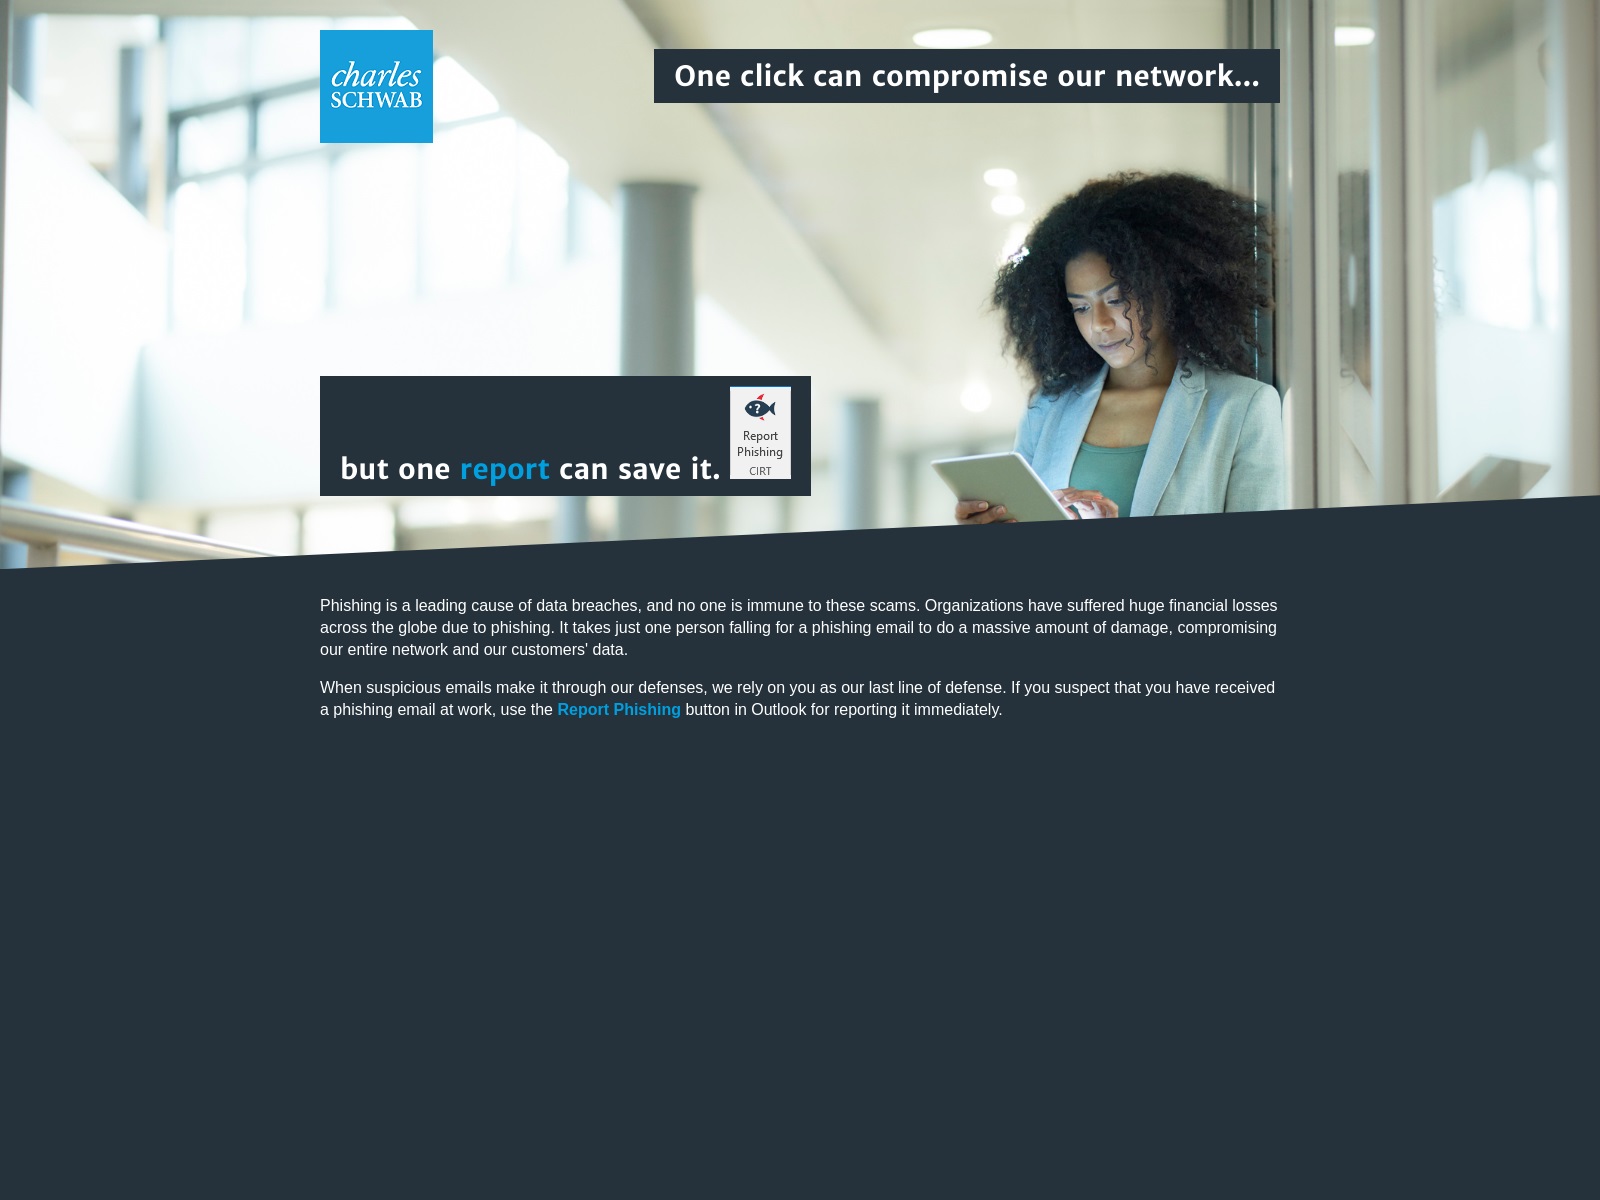 charles
SCHWAB
One click can compromise our network...
but one report can save it.
Report
Phishing
CIRT
Phishing is a leading cause of data breaches, and no one is immune to these scams. Organizations have suffered huge financial losses
across the globe due to phishing. It takes just one person falling for a phishing email to do a massive amount of damage, compromising
our entire network and our customers' data.
When suspicious emails make it through our defenses, we rely on you as our last line of defense. If you suspect that you have received
a phishing email at work, use the Report Phishing button in Outlook for reporting it immediately.